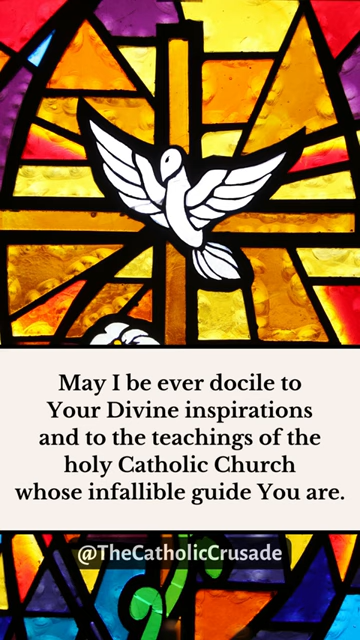 May I be ever docile to
Your Divine inspirations
and to the teachings of the
holy Catholic Church
whose infallible guide You are.
@TheCatholicCrusade